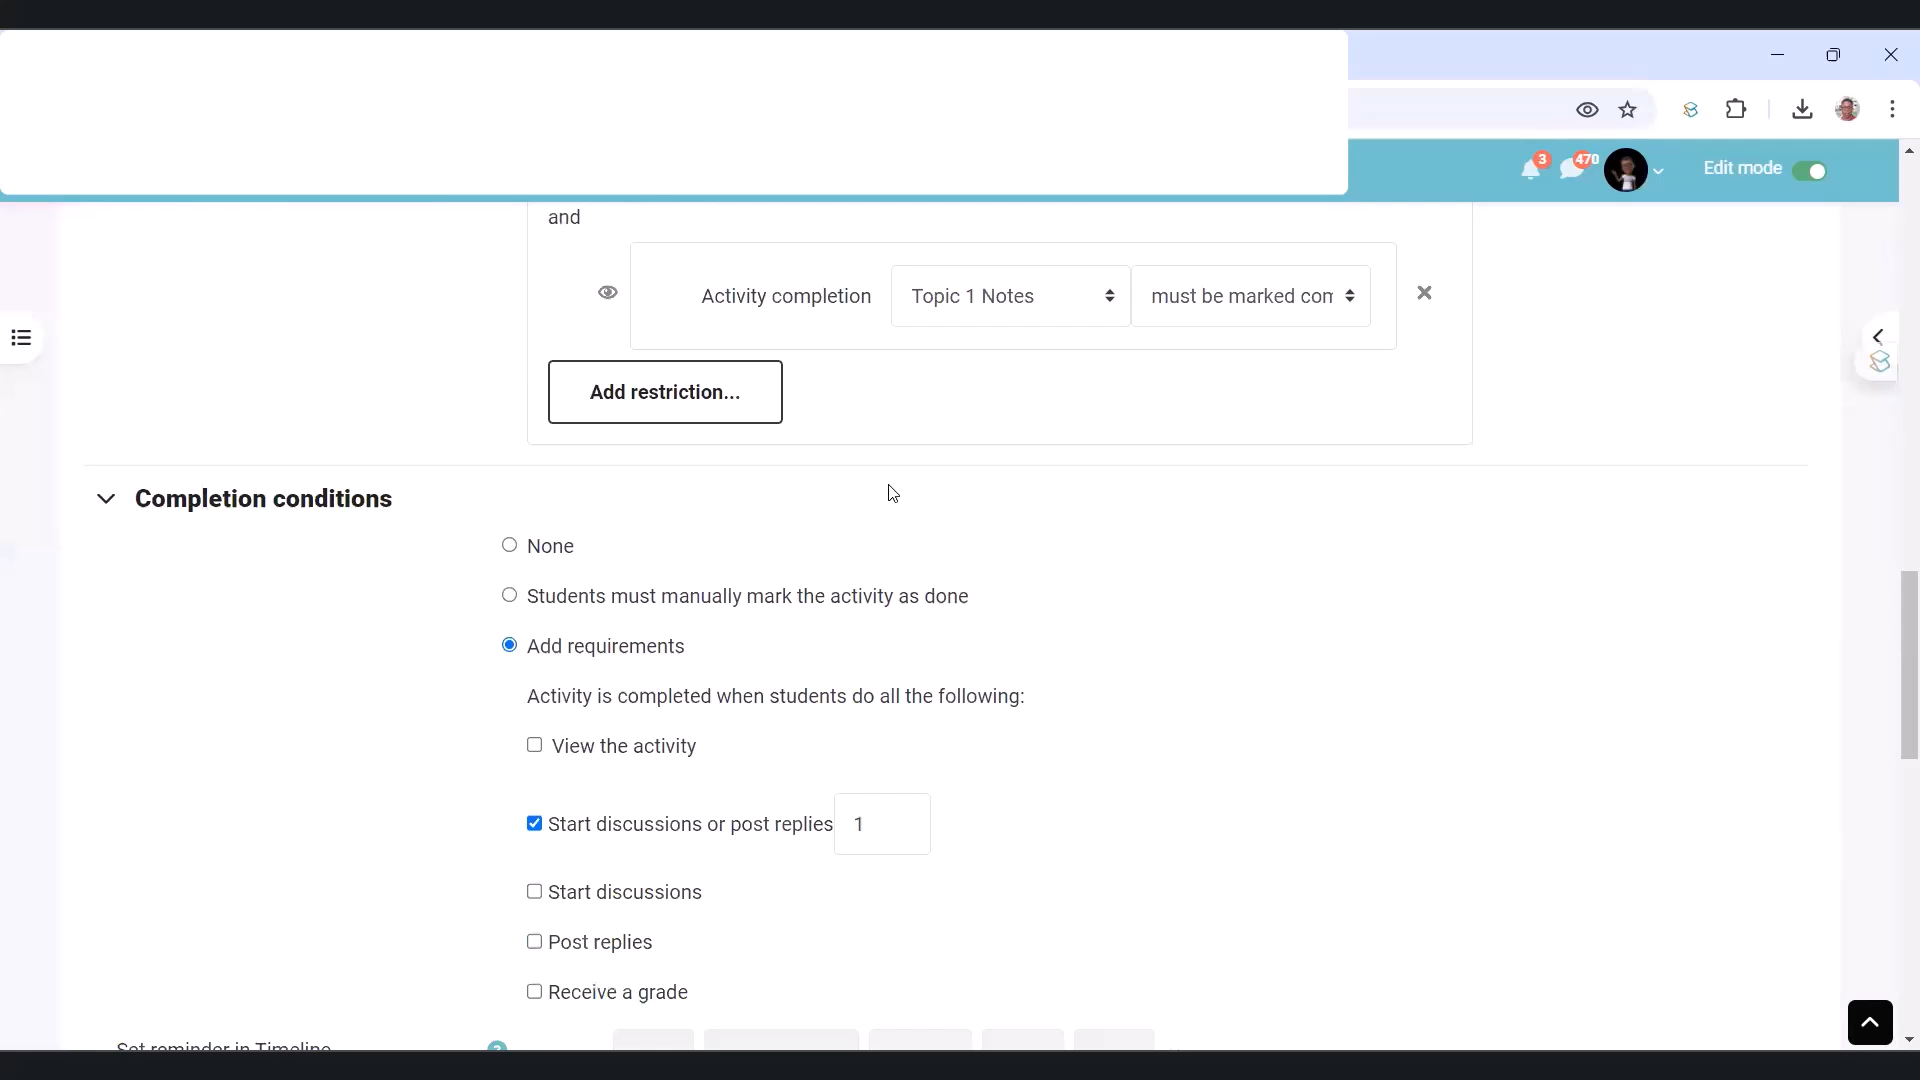 3
470
Edit mode
and
Activity completion
Topic 1 Notes
must be marked com
Add restriction...
Completion conditions
None
Students must manually mark the activity as done
Add requirements
Activity is completed when students do all the following:
View the activity
Start discussions or post replies
1
Start discussions
Post replies
Receive a grade
Set reminder in Timeline
?